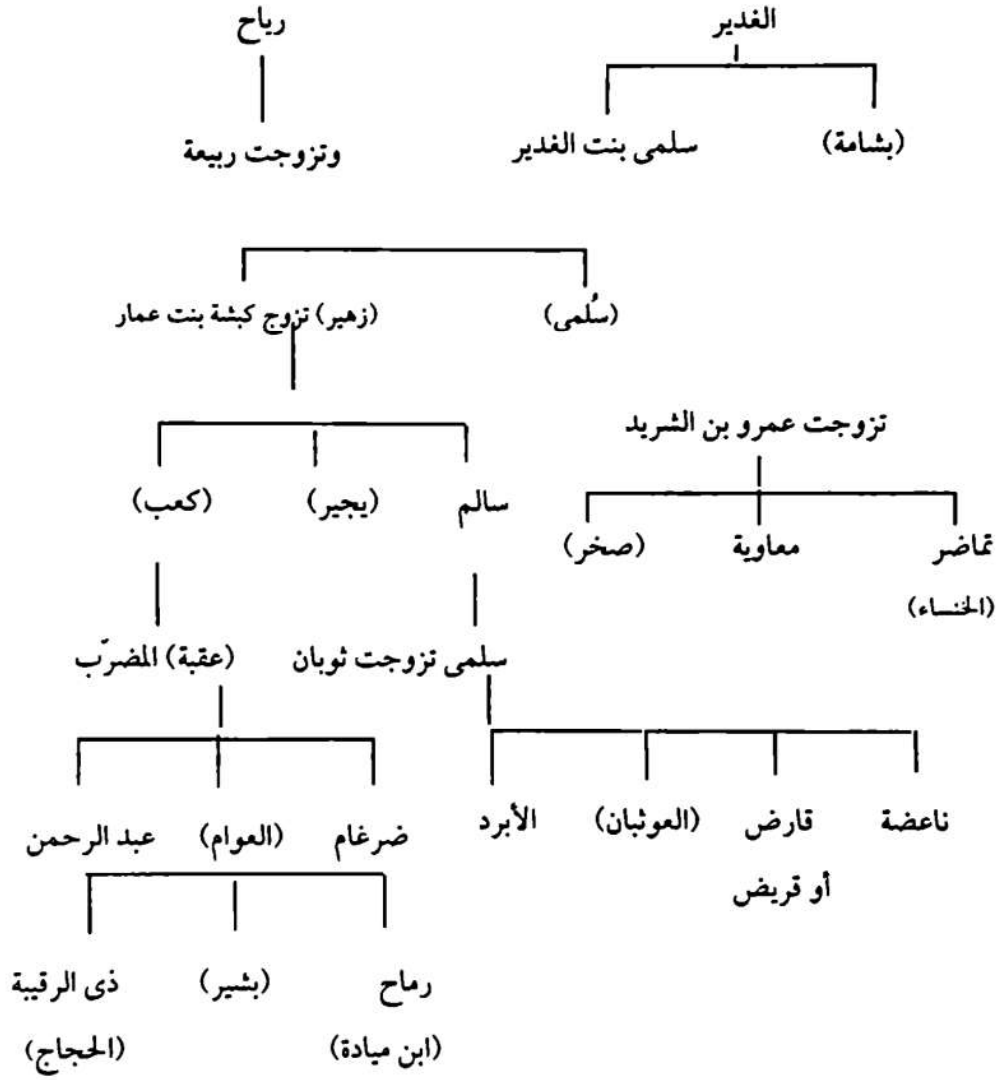 الغدير رياح
(بشامة) سلمى بنت الغدير وتزوجت ربيعة
(سُلمى) (زهير) تزوج كبشة بنت عمار
تزوجت عمرو بن الشريد
سالم (يجير) (كعب)
تماضر معاوية (صخر)
(الخنساء)
سلمى تزوجت ثوبان (عقبة) المضرّب
ناعضة قارض (العوثبان) الأبرد
ضرغام (العوام) عبد الرحمن
أو قريض
رماح (بشير) ذى الرقيبة
(ابن ميادة) (الحجاج)